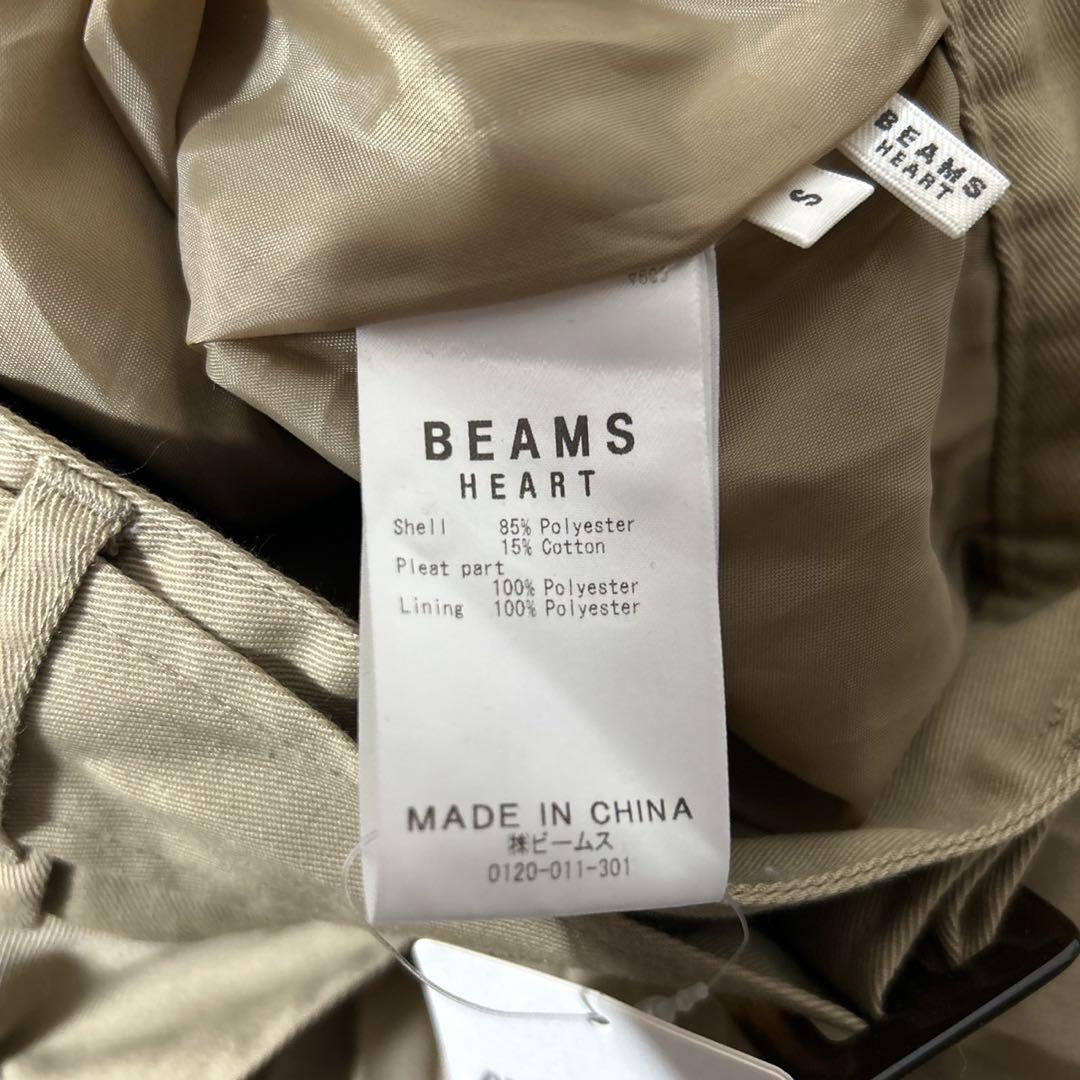 BEAMS
HEART
S
BEAMS
HEART
Shell 85% Polyester
15% Cotton
Pleat part
100% Polyester
Lining 100% Polyester
MADE IN CHINA
㈱ビームス
0120-011-301